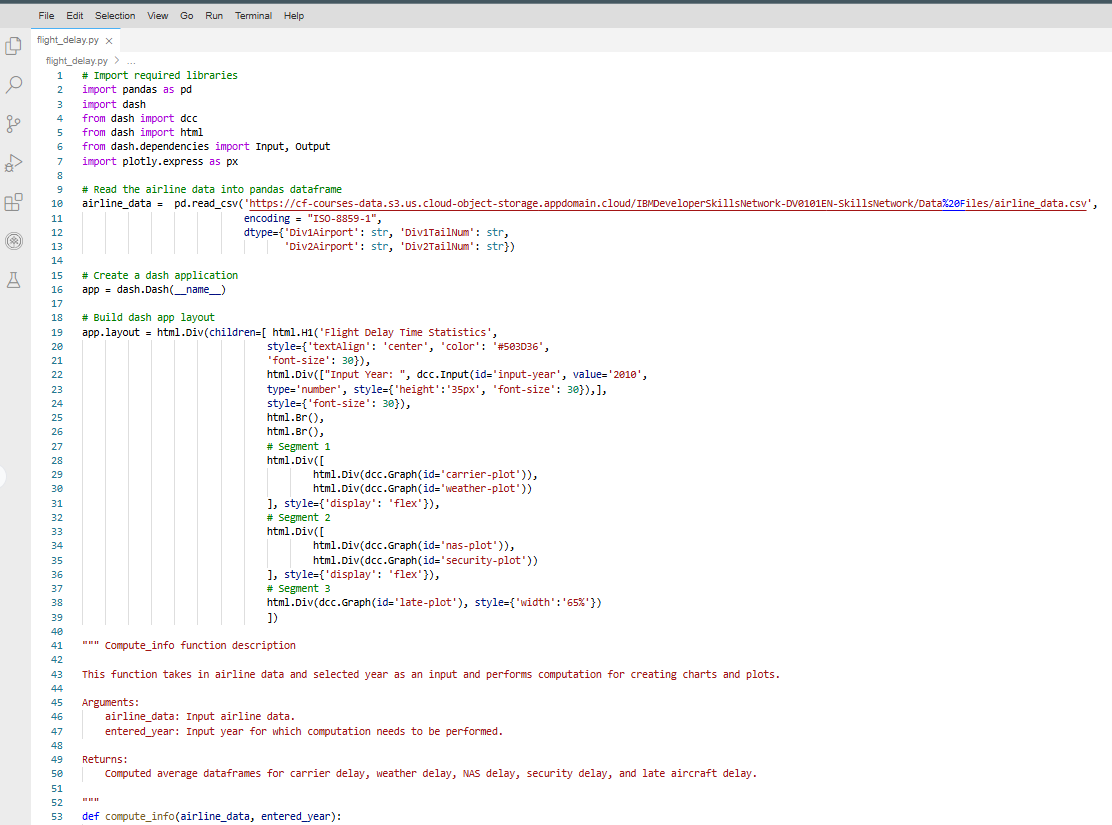 File Edit Selection View Go Run Terminal Help
flight_delay.py ×
flight_delay.py > ...
1 # Import required libraries
2 import pandas as pd
3 import dash
4 from dash import dcc
5 from dash import html
6 from dash.dependencies import Input, Output
7 import plotly.express as px
8
9 # Read the airline data into pandas dataframe
10 airline_data =  pd.read_csv('https://cf-courses-data.s3.us.cloud-object-storage.appdomain.cloud/IBMDeveloperSkillsNetwork-DV0101EN-SkillsNetwork/Data%20Files/airline_data.csv',
11 encoding = "ISO-8859-1",
12 dtype={'Div1Airport': str, 'Div1TailNum': str,
13 'Div2Airport': str, 'Div2TailNum': str})
14
15 # Create a dash application
16 app = dash.Dash(__name__)
17
18 # Build dash app layout
19 app.layout = html.Div(children=[ html.H1('Flight Delay Time Statistics',
20 style={'textAlign': 'center', 'color': '#503D36',
21 'font-size': 30}),
22 html.Div(["Input Year: ", dcc.Input(id='input-year', value='2010',
23 type='number', style={'height':'35px', 'font-size': 30}),],
24 style={'font-size': 30}),
25 html.Br(),
26 html.Br(),
27 # Segment 1
28 html.Div([
29 html.Div(dcc.Graph(id='carrier-plot')),
30 html.Div(dcc.Graph(id='weather-plot'))
31 ], style={'display': 'flex'}),
32 # Segment 2
33 html.Div([
34 html.Div(dcc.Graph(id='nas-plot')),
35 html.Div(dcc.Graph(id='security-plot'))
36 ], style={'display': 'flex'}),
37 # Segment 3
38 html.Div(dcc.Graph(id='late-plot'), style={'width':'65%'})
39 ])
40
41 """ Compute_info function description
42
43 This function takes in airline data and selected year as an input and performs computation for creating charts and plots.
44
45 Arguments:
46 airline_data: Input airline data.
47 entered_year: Input year for which computation needs to be performed.
48
49 Returns:
50 Computed average dataframes for carrier delay, weather delay, NAS delay, security delay, and late aircraft delay.
51
52 """
53 def compute_info(airline_data, entered_year):